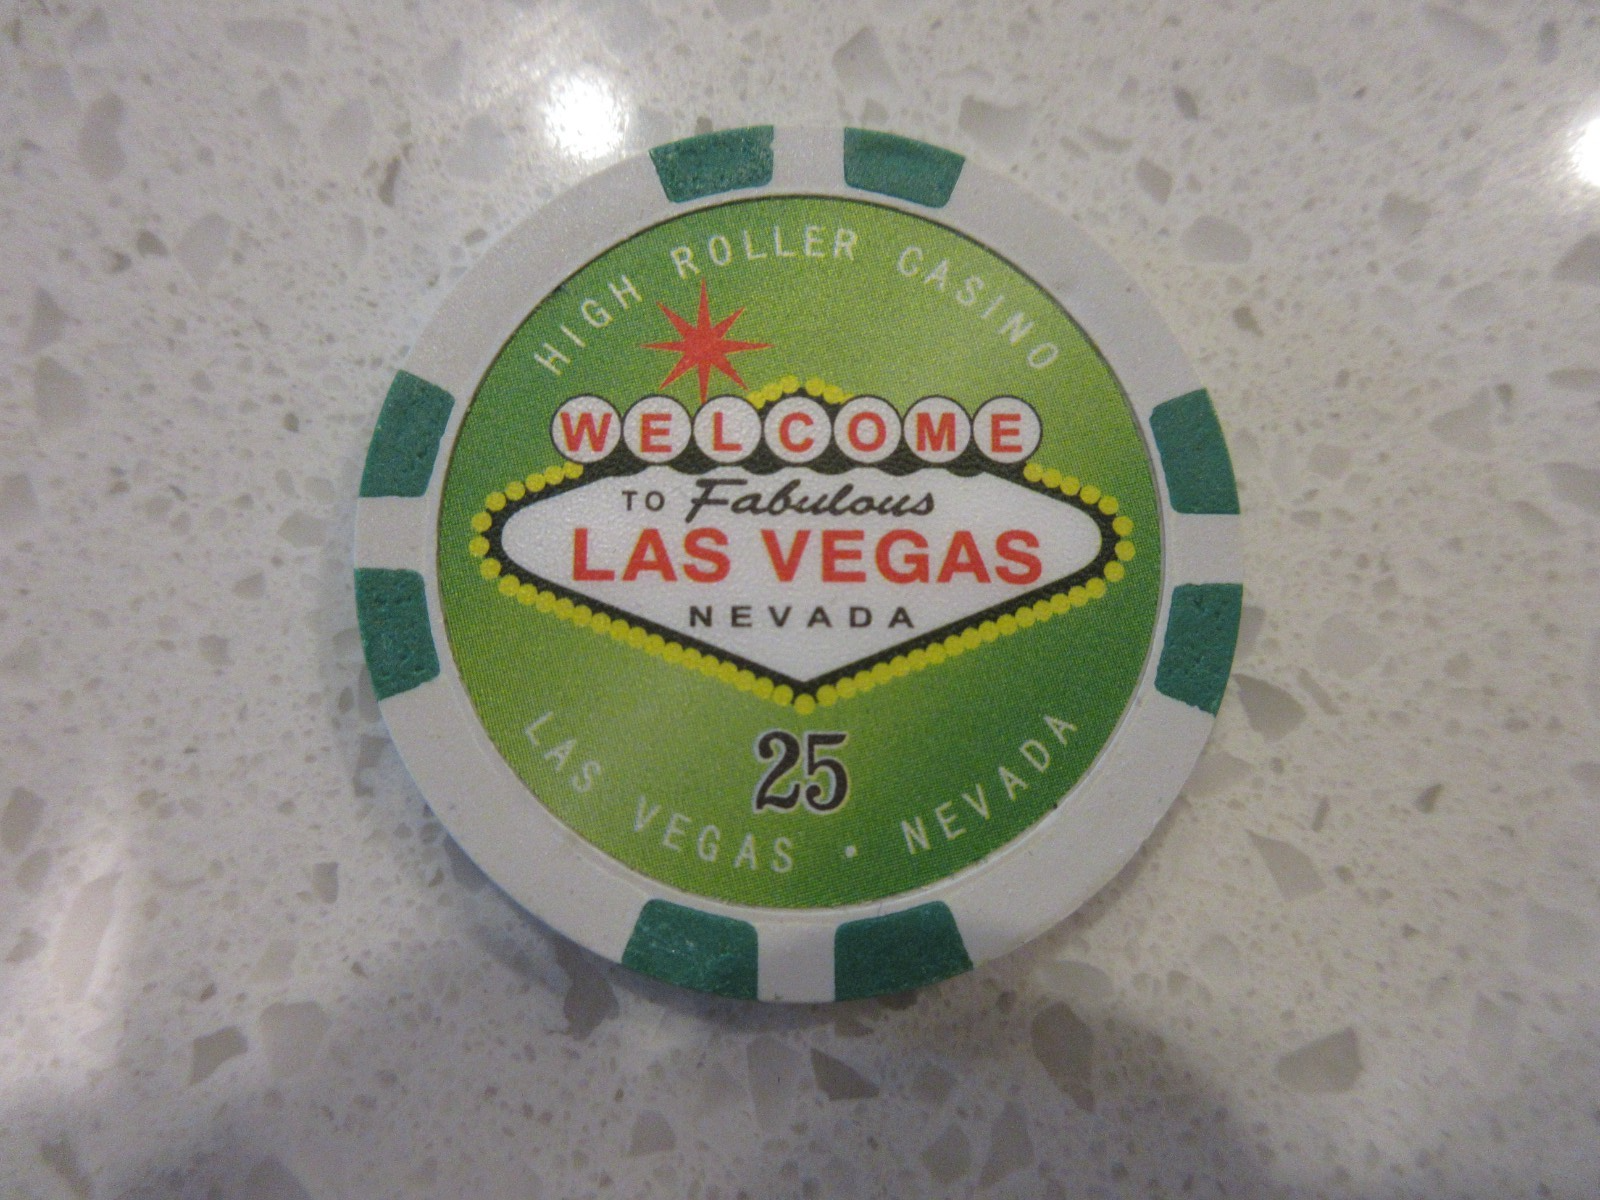 HIGH ROLLER CASINO
WELCOME
TO Fabulous
LAS VEGAS
NEVADA
25
LAS VEGAS • NEVADA